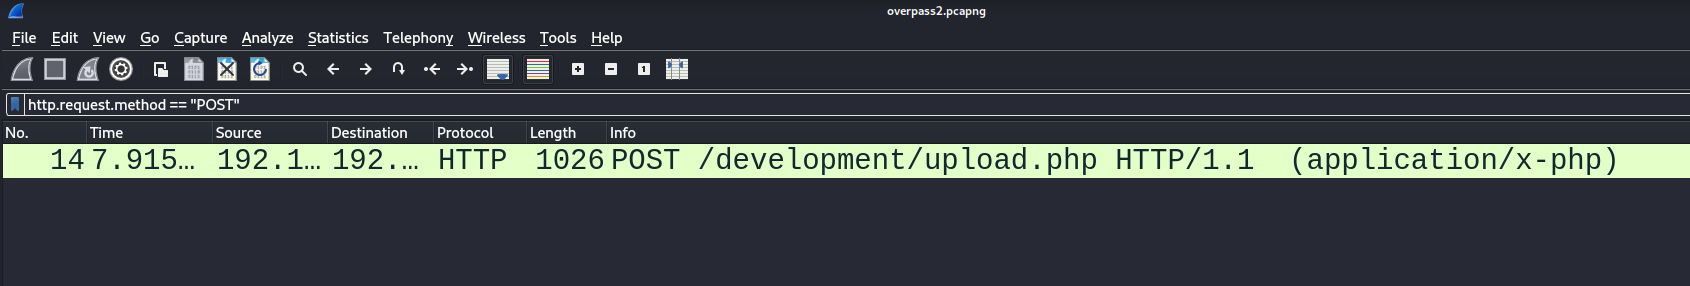 overpass2.pcapng
File Edit View Go Capture Analyze Statistics Telephony Wireless Tools Help
http.request.method == "POST"
No. Time Source Destination Protocol Length Info
14 7.915… 192.1… 192.… HTTP 1026 POST /development/upload.php HTTP/1.1 (application/x-php)